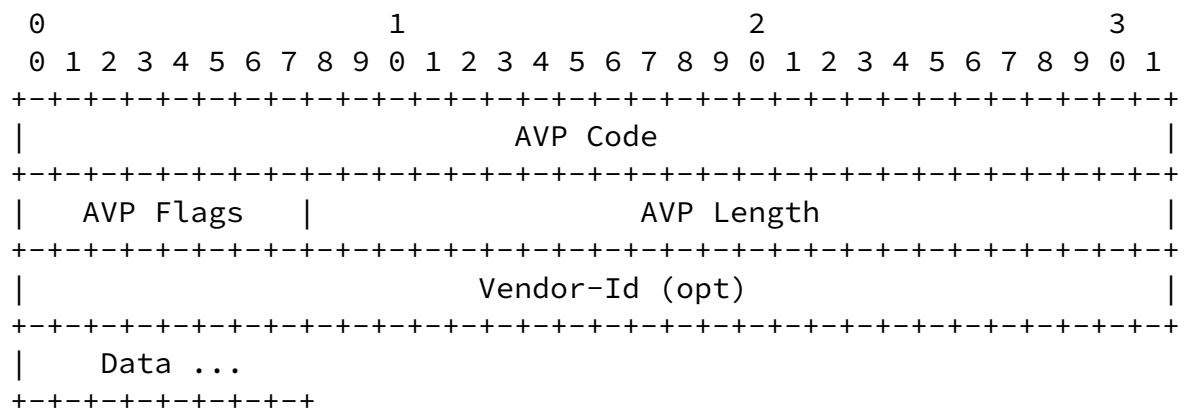 0                   1                   2                   3
 0 1 2 3 4 5 6 7 8 9 0 1 2 3 4 5 6 7 8 9 0 1 2 3 4 5 6 7 8 9 0 1
+-+-+-+-+-+-+-+-+-+-+-+-+-+-+-+-+-+-+-+-+-+-+-+-+-+-+-+-+-+-+-+-+
|                           AVP Code                            |
+-+-+-+-+-+-+-+-+-+-+-+-+-+-+-+-+-+-+-+-+-+-+-+-+-+-+-+-+-+-+-+-+
|   AVP Flags   |                  AVP Length                   |
+-+-+-+-+-+-+-+-+-+-+-+-+-+-+-+-+-+-+-+-+-+-+-+-+-+-+-+-+-+-+-+-+
|                         Vendor-Id (opt)                       |
+-+-+-+-+-+-+-+-+-+-+-+-+-+-+-+-+-+-+-+-+-+-+-+-+-+-+-+-+-+-+-+-+
|    Data ...
+-+-+-+-+-+-+-+-+